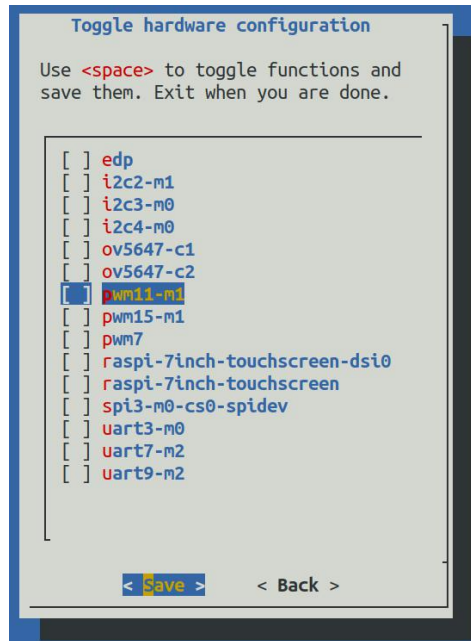 Toggle hardware configuration
Use <space> to toggle functions and
save them. Exit when you are done.
[ ] edp
[ ] i2c2-m1
[ ] i2c3-m0
[ ] i2c4-m0
[ ] ov5647-c1
[ ] ov5647-c2
[ ] pwm11-m1
[ ] pwm15-m1
[ ] pwm7
[ ] raspi-7inch-touchscreen-dsi0
[ ] raspi-7inch-touchscreen
[ ] spi3-m0-cs0-spidev
[ ] uart3-m0
[ ] uart7-m2
[ ] uart9-m2
< Save > < Back >